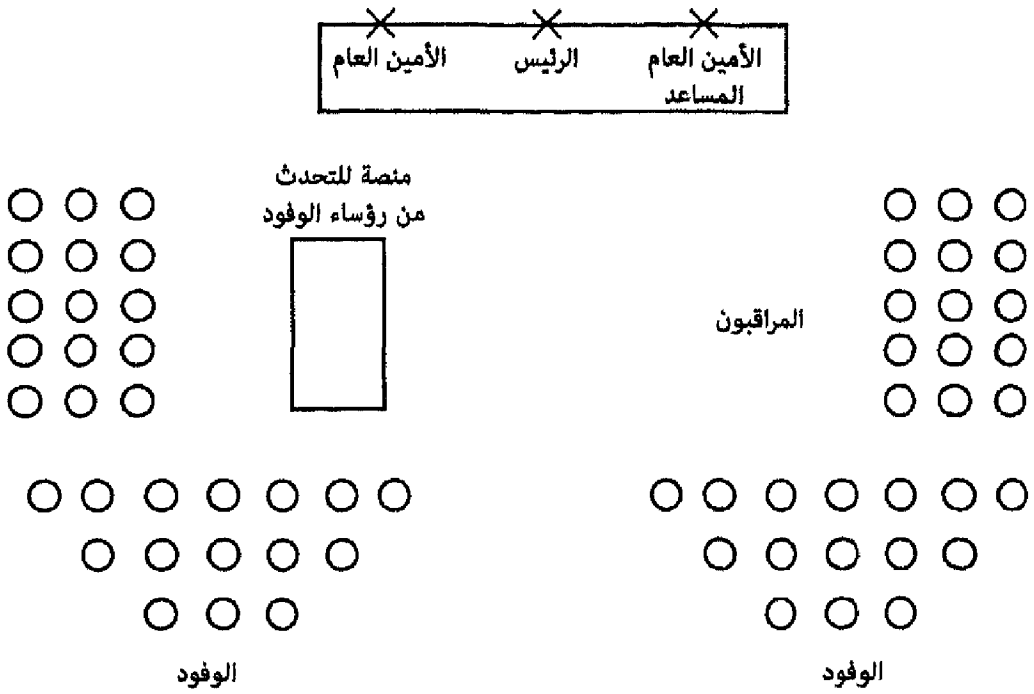 الأمين العام
الرئيس
الأمين العام
المساعد
منصة للتحدث
من رؤساء الوفود
المراقبون
الوفود
الوفود